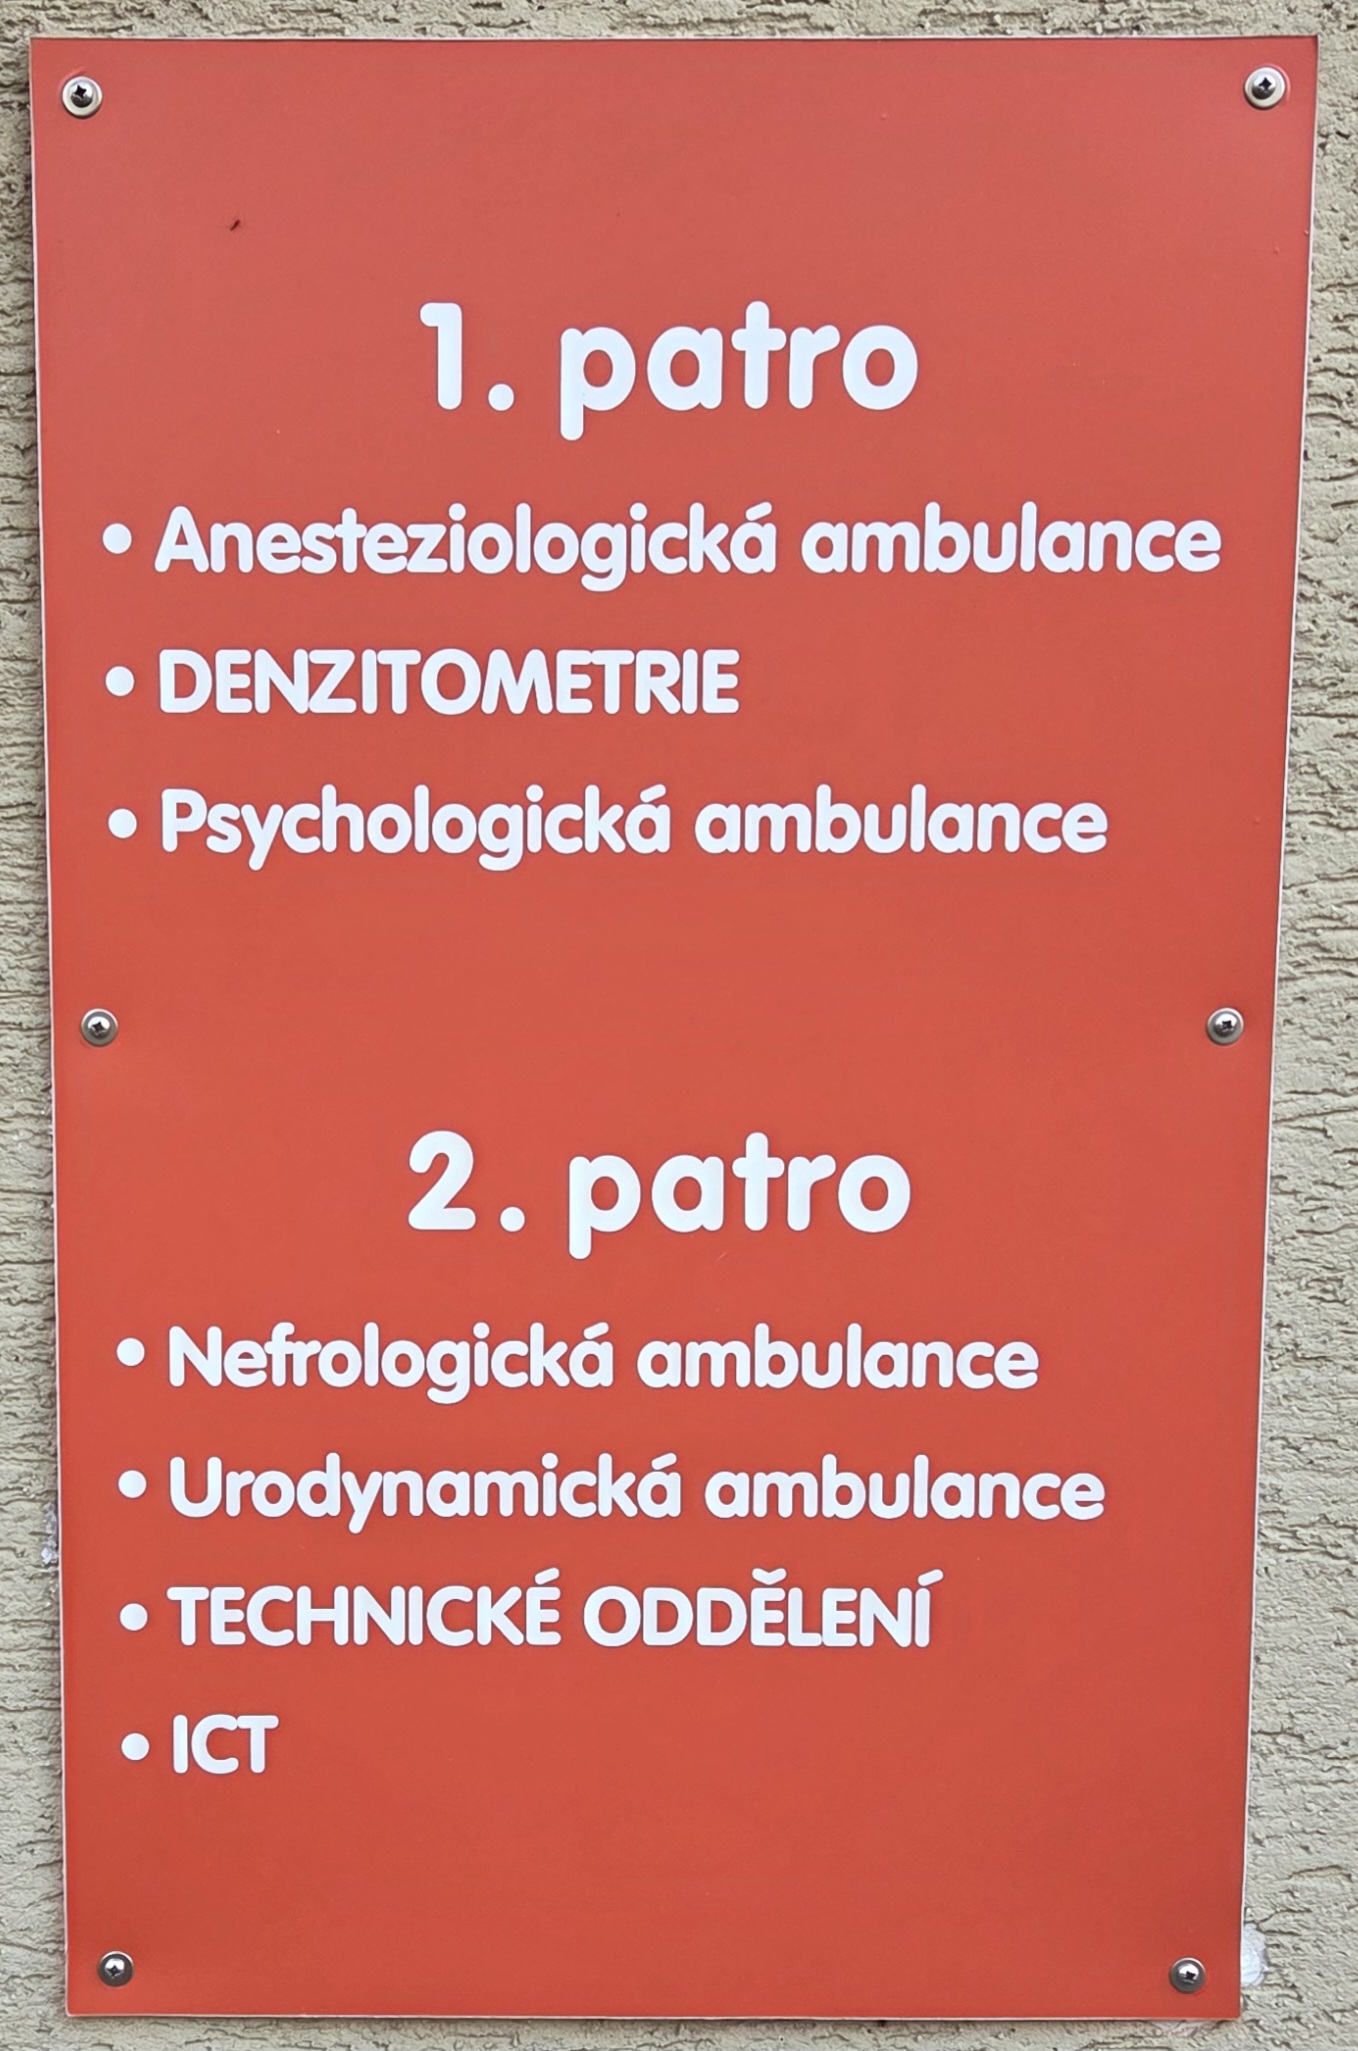 1. patro
• Anesteziologická ambulance
• DENZITOMETRIE
• Psychologická ambulance
2. patro
• Nefrologická ambulance
• Urodynamická ambulance
• TECHNICKÉ ODDĚLENÍ
• ICT